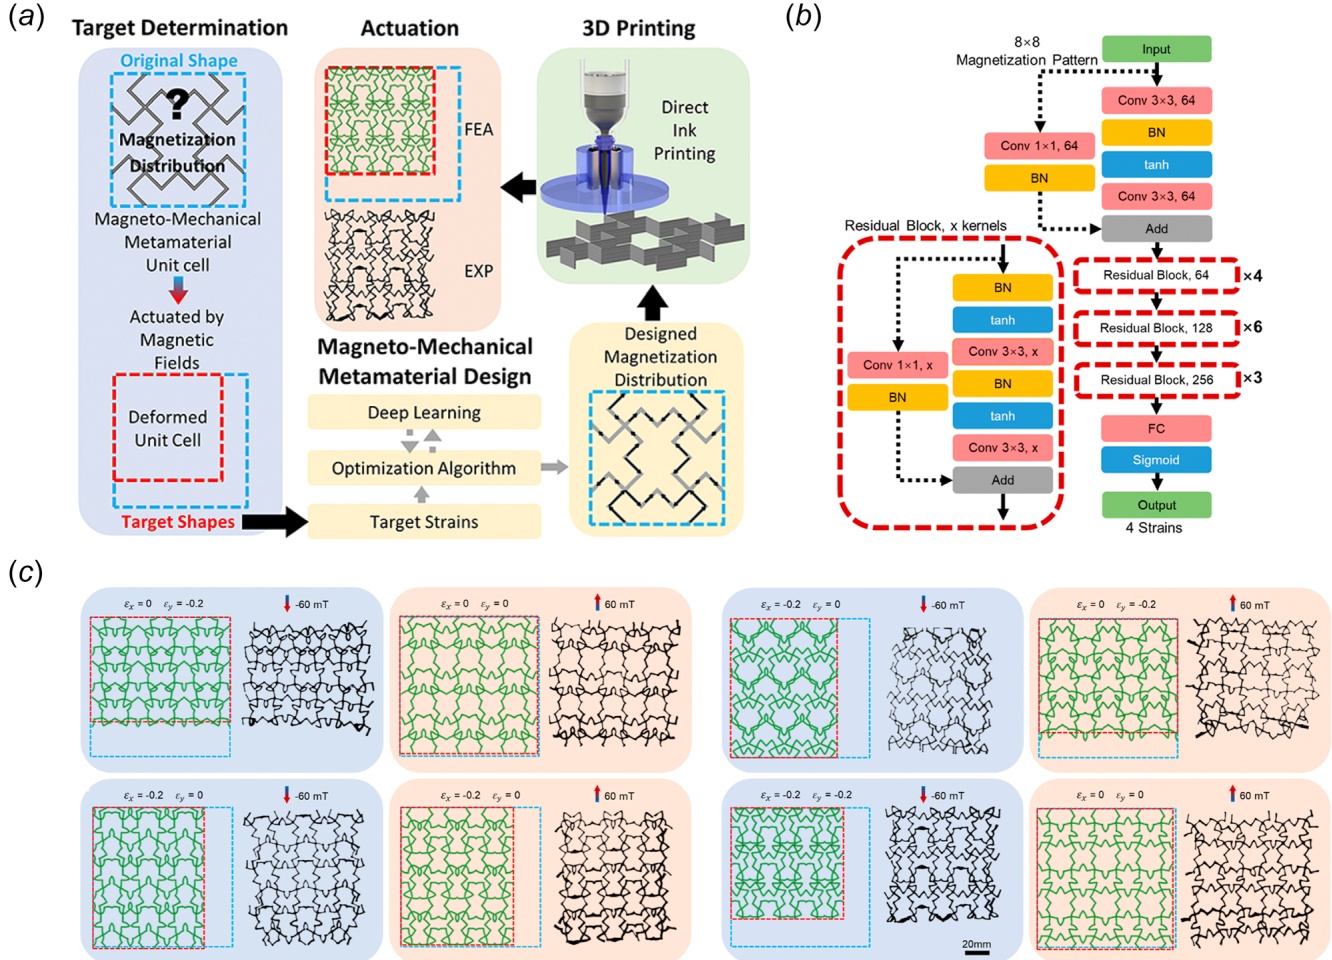 (a)
Target Determination
Original Shape
?
Magnetization
Distribution
Magneto-Mechanical
Metamaterial
Unit cell
Actuated by
Magnetic
Fields
Deformed
Unit Cell
Target Shapes
Actuation
FEA
EXP
3D Printing
Direct
Ink
Printing
Magneto-Mechanical
Metamaterial Design
Deep Learning
Optimization Algorithm
Target Strains
Designed
Magnetization
Distribution
(b)
8×8
Magnetization Pattern
Input
Conv 3×3, 64
BN
tanh
Conv 3×3, 64
Add
Conv 1×1, 64
BN
Residual Block, x kernels
BN
tanh
Conv 3×3, x
BN
tanh
Conv 3×3, x
Add
Conv 1×1, x
BN
Residual Block, 64
×4
Residual Block, 128
×6
Residual Block, 256
×3
FC
Sigmoid
Output
4 Strains
(c)
εx = 0 εy = -0.2
-60 mT
εx = 0 εy = 0
60 mT
εx = -0.2 εy = 0
-60 mT
εx = 0 εy = -0.2
60 mT
εx = -0.2 εy = 0
-60 mT
εx = -0.2 εy = 0
60 mT
εx = -0.2 εy = -0.2
-60 mT
εx = 0 εy = 0
60 mT
20mm